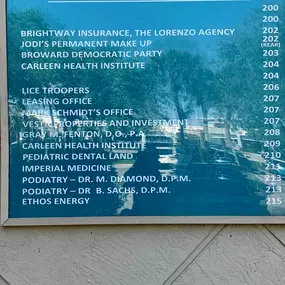 200
200
BRIGHTWAY INSURANCE, THE LORENZO AGENCY 202
JODI'S PERMANENT MAKE UP 202 (REAR)
BROWARD DEMOCRATIC PARTY 203
CARLEEN HEALTH INSTITUTE 204
204
LICE TROOPERS 206
LEASING OFFICE 207
MARK SCHMIDT'S OFFICE 207
VESTA PROPERTIES AND INVESTMENT 207
GRAY M. FENTON, D.O., P.A. 208
CARLEEN HEALTH INSTITUTE 209
PEDIATRIC DENTAL LAND 210
IMPERIAL MEDICINE 211
PODIATRY – DR. M. DIAMOND, D.P.M. 213
PODIATRY – DR B. SACHS, D.P.M. 213
ETHOS ENERGY 215